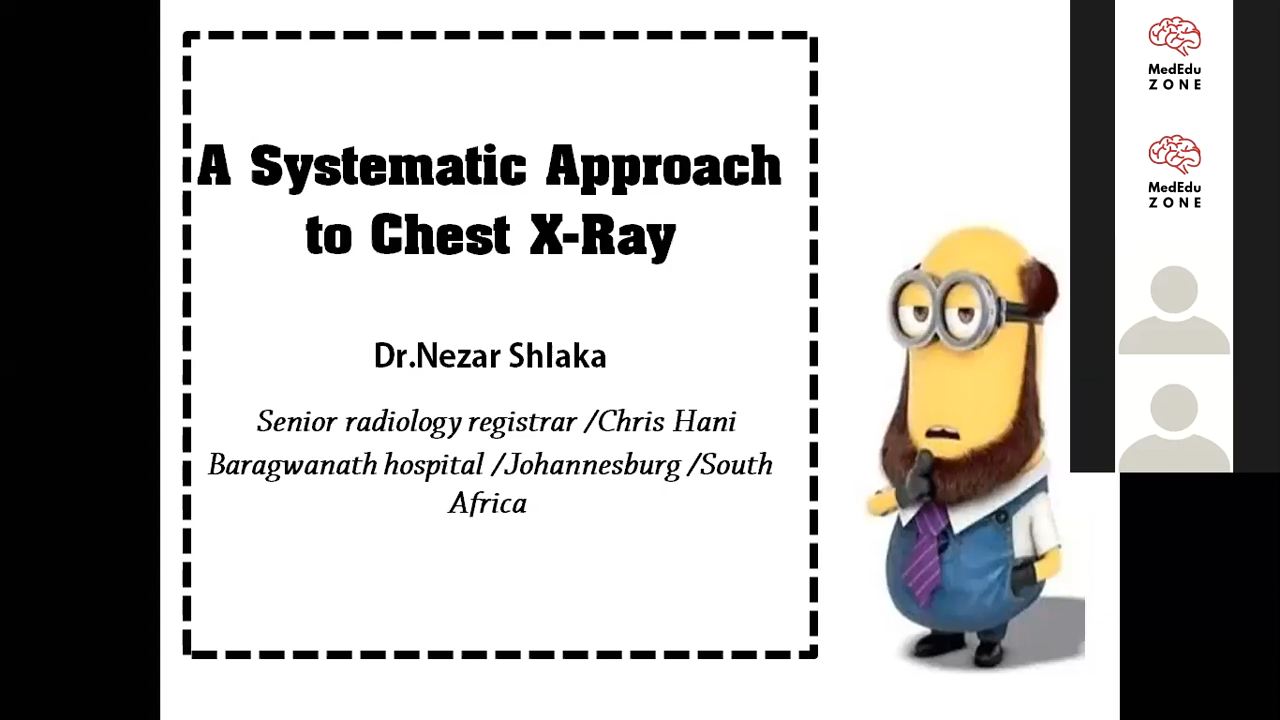 A Systematic Approach
to Chest X-Ray
Dr.Nezar Shlaka
Senior radiology registrar /Chris Hani
Baragwanath hospital /Johannesburg /South
Africa
MedEdu
ZONE
MedEdu
ZONE